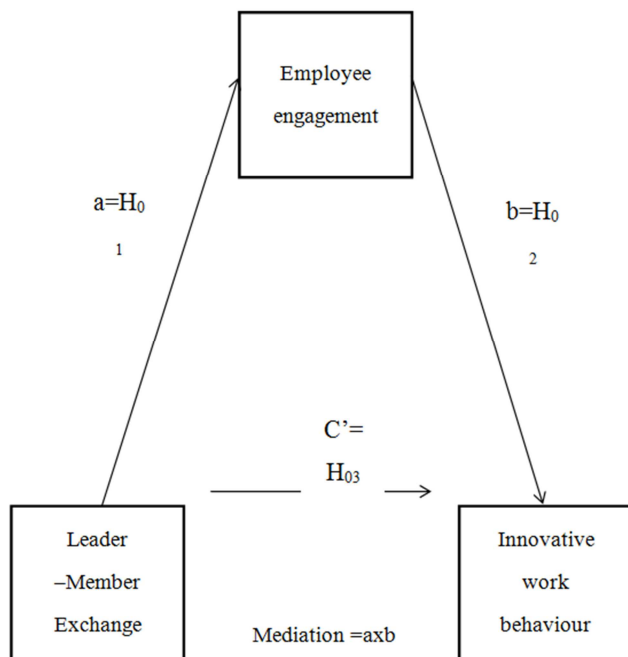 Employee
engagement
a=H₀
1
b=H₀
2
C’=
H₀₃
Leader
–Member
Exchange
Innovative
work
behaviour
Mediation =axb